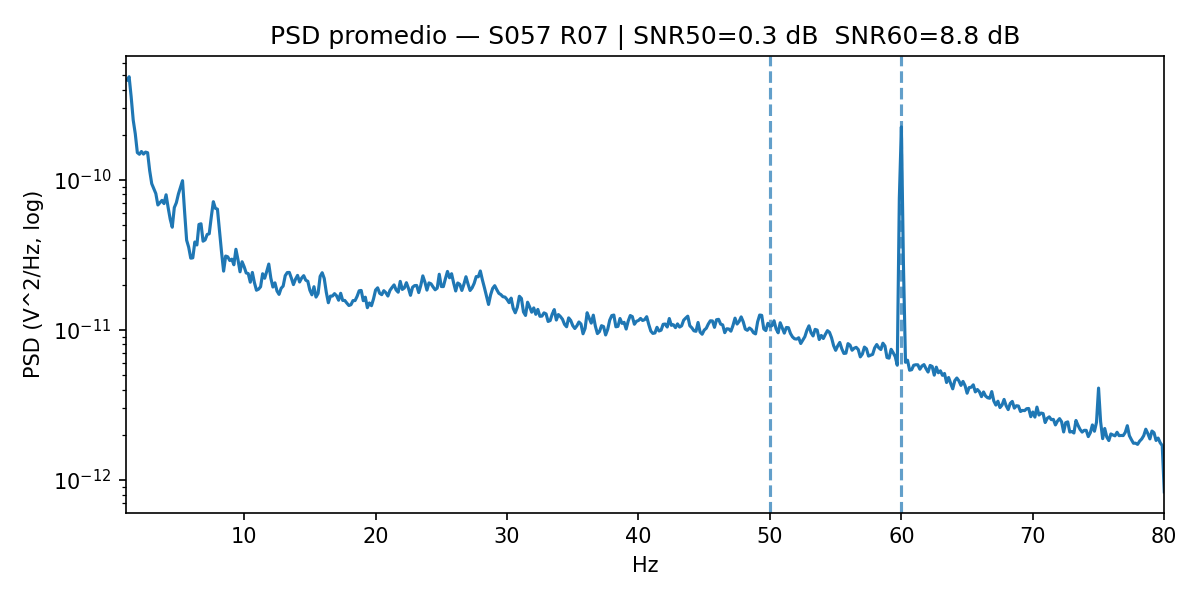 PSD promedio — S057 R07 | SNR50=0.3 dB  SNR60=8.8 dB
PSD (V^2/Hz, log)
10⁻¹⁰
10⁻¹¹
10⁻¹²
10 20 30 40 50 60 70 80
Hz